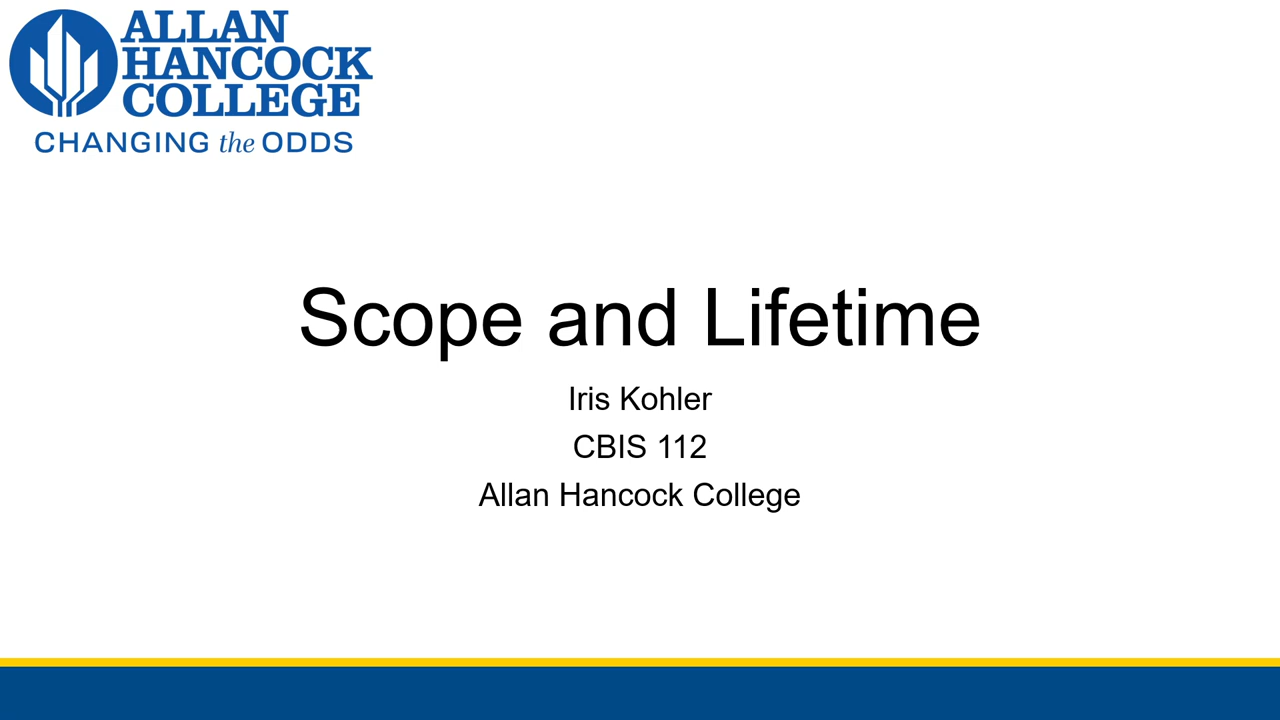 ALLAN
HANCOCK
COLLEGE
CHANGING the ODDS
Scope and Lifetime
Iris Kohler
CBIS 112
Allan Hancock College